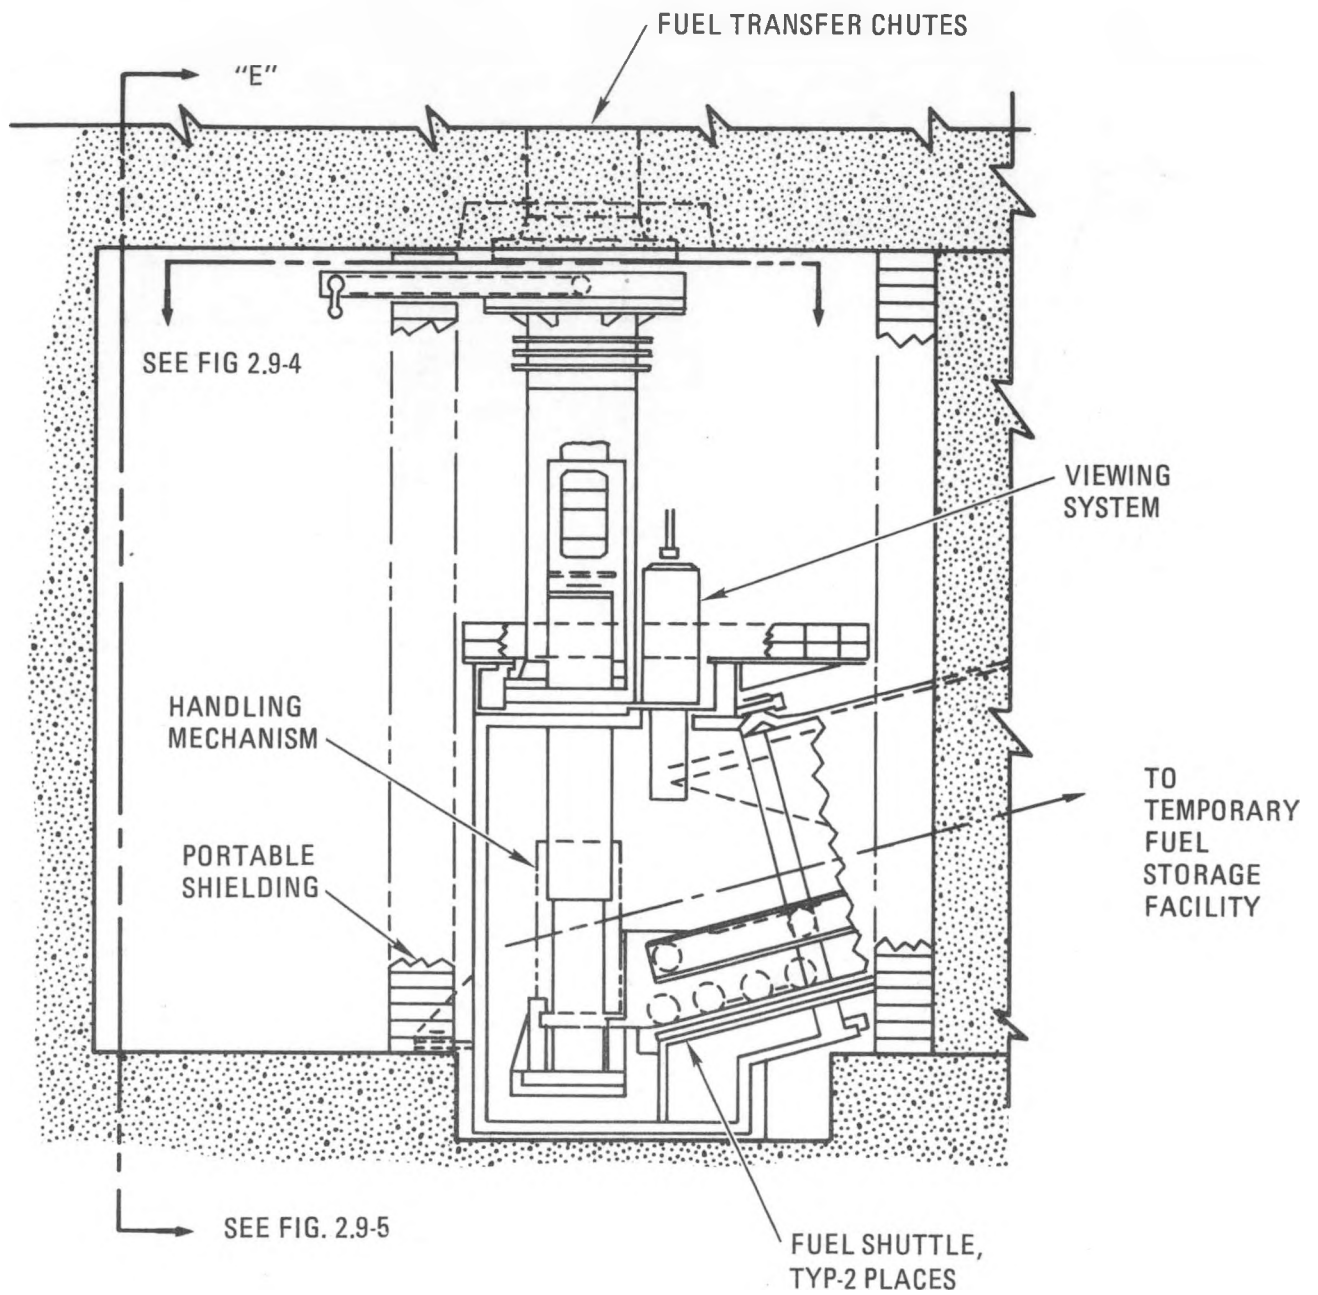 FUEL TRANSFER CHUTES
"E"
SEE FIG 2.9-4
VIEWING
SYSTEM
HANDLING
MECHANISM
TO
TEMPORARY
FUEL
STORAGE
FACILITY
PORTABLE
SHIELDING
SEE FIG. 2.9-5
FUEL SHUTTLE,
TYP-2 PLACES